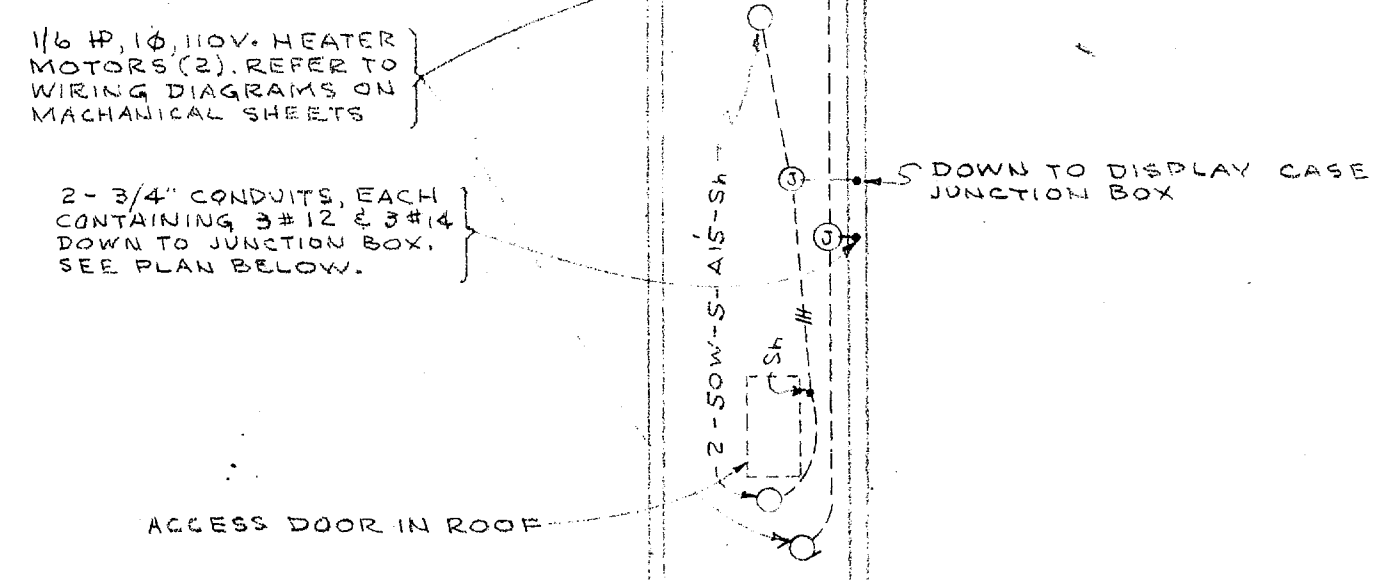 1/6 HP, 1Φ, 110V. HEATER
MOTORS (2). REFER TO
WIRING DIAGRAMS ON
MACHANICAL SHEETS
2 - 3/4" CONDUITS, EACH
CONTAINING 3#12 & 3#14
DOWN TO JUNCTION BOX.
SEE PLAN BELOW.
ACCESS DOOR IN ROOF
2 - 50W - S - A15 - Sh
J
J
Sh
DOWN TO DISPLAY CASE
JUNCTION BOX